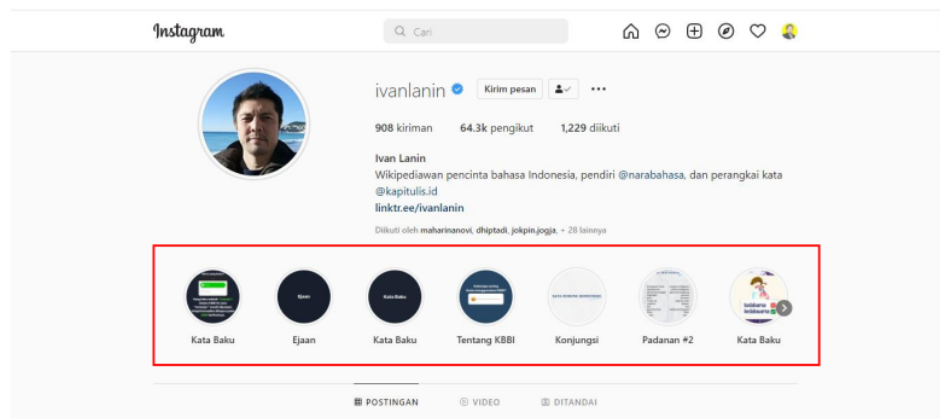 Instagram
Cari
ivanlanin
Kirim pesan
908 kiriman 64.3k pengikut 1,229 diikuti
Ivan Lanin
Wikipediawan pencinta bahasa Indonesia, pendiri @narabahasa, dan perangkai kata
@kapitulis.id
linktr.ee/ivanlanin
Diikuti oleh maharinanovi, dhiptadi, jokpin.jogja, + 28 lainnya
Ejaan
Kata Baku
Kata Baku Ejaan Kata Baku Tentang KBBI Konjungsi Padanan #2 Kata Baku
POSTINGAN VIDEO DITANDAI